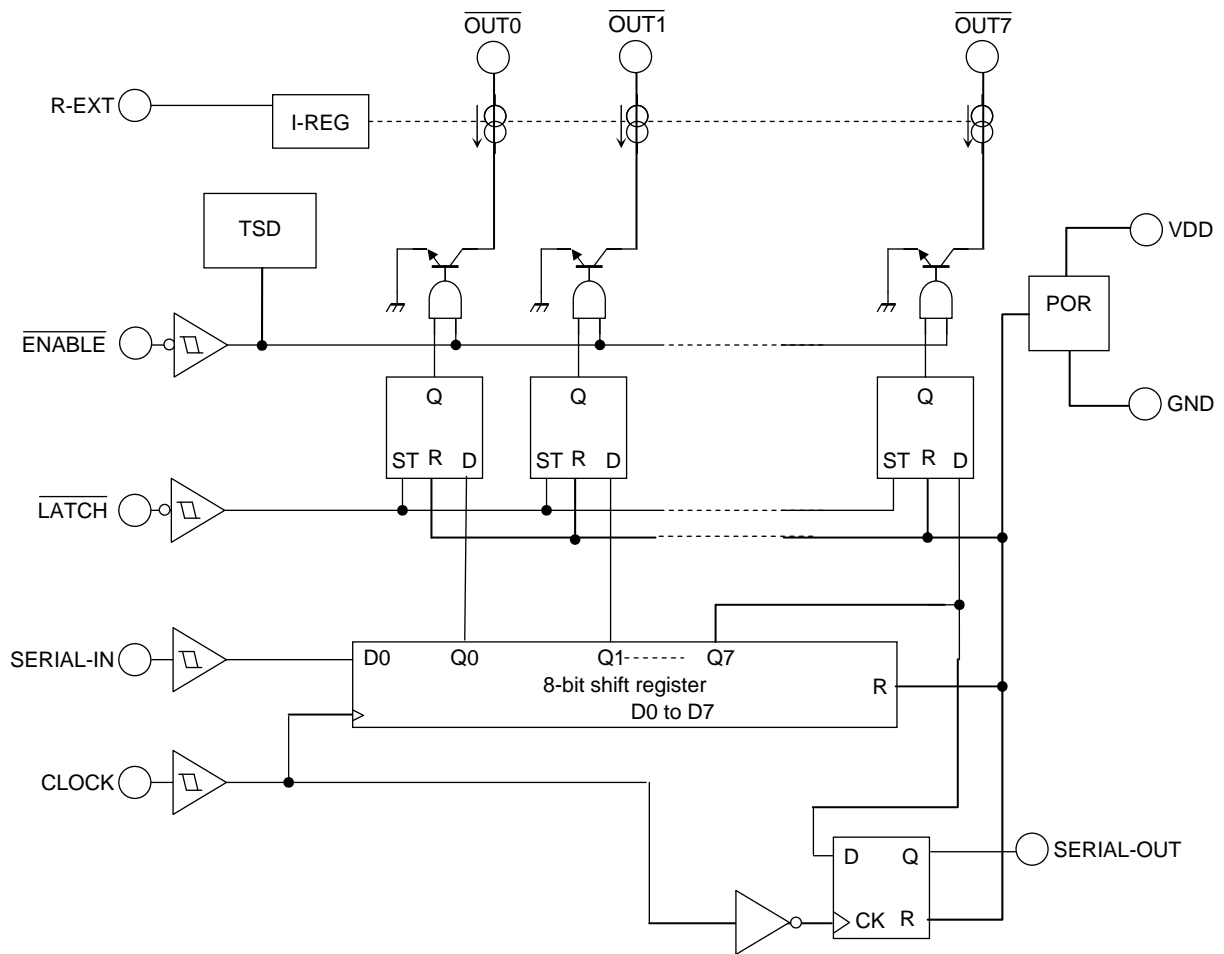 OUT0 OUT1 OUT7
R-EXT
I-REG
TSD
VDD
POR
ENABLE
GND
Q Q Q
ST R D ST R D ST R D
LATCH
SERIAL-IN
D0 Q0 Q1 Q7
8-bit shift register
R
D0 to D7
CLOCK
D Q
SERIAL-OUT
CK R